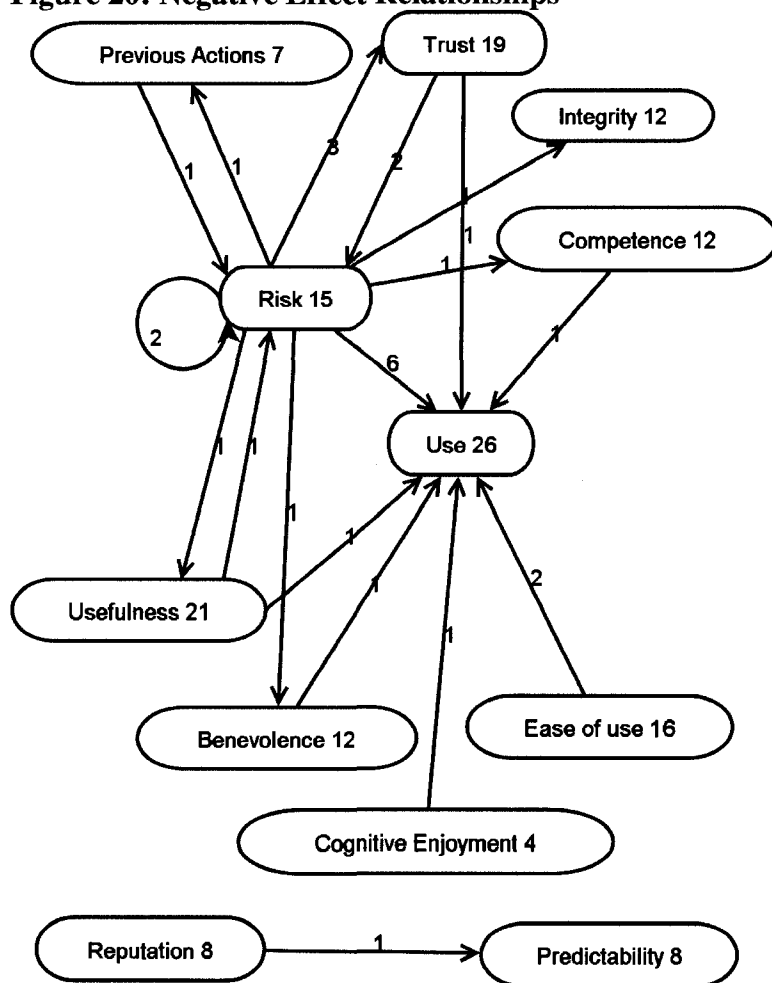 Figure 20: Negative Effect Relationships
Previous Actions 7
Trust 19
Integrity 12
3
1
1
2
1
1
Competence 12
1
Risk 15
2
6
1
Use 26
1
1
1
1
1
2
1
Usefulness 21
Benevolence 12
Ease of use 16
Cognitive Enjoyment 4
Reputation 8
1
Predictability 8